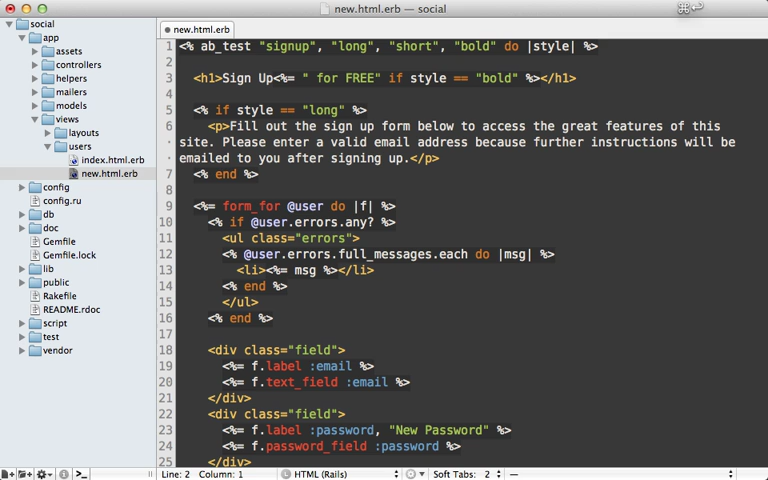 new.html.erb — social
⌘↩
social
app
assets
controllers
helpers
mailers
models
views
layouts
users
index.html.erb
new.html.erb
config
config.ru
db
doc
Gemfile
Gemfile.lock
lib
public
Rakefile
README.rdoc
script
test
vendor
new.html.erb
1 <% ab_test "signup", "long", "short", "bold" do |style| %>
2
3 <h1>Sign Up<%= " for FREE" if style == "bold" %></h1>
4
5 <% if style == "long" %>
6 <p>Fill out the sign up form below to access the great features of this
· site. Please enter a valid email address because further instructions will be
· emailed to you after signing up.</p>
7 <% end %>
8
9 <%= form_for @user do |f| %>
10 <% if @user.errors.any? %>
11 <ul class="errors">
12 <% @user.errors.full_messages.each do |msg| %>
13 <li><%= msg %></li>
14 <% end %>
15 </ul>
16 <% end %>
17
18 <div class="field">
19 <%= f.label :email %>
20 <%= f.text_field :email %>
21 </div>
22 <div class="field">
23 <%= f.label :password, "New Password" %>
24 <%= f.password_field :password %>
25 </div>
Line: 2 Column: 1
HTML (Rails)
Soft Tabs: 2
—